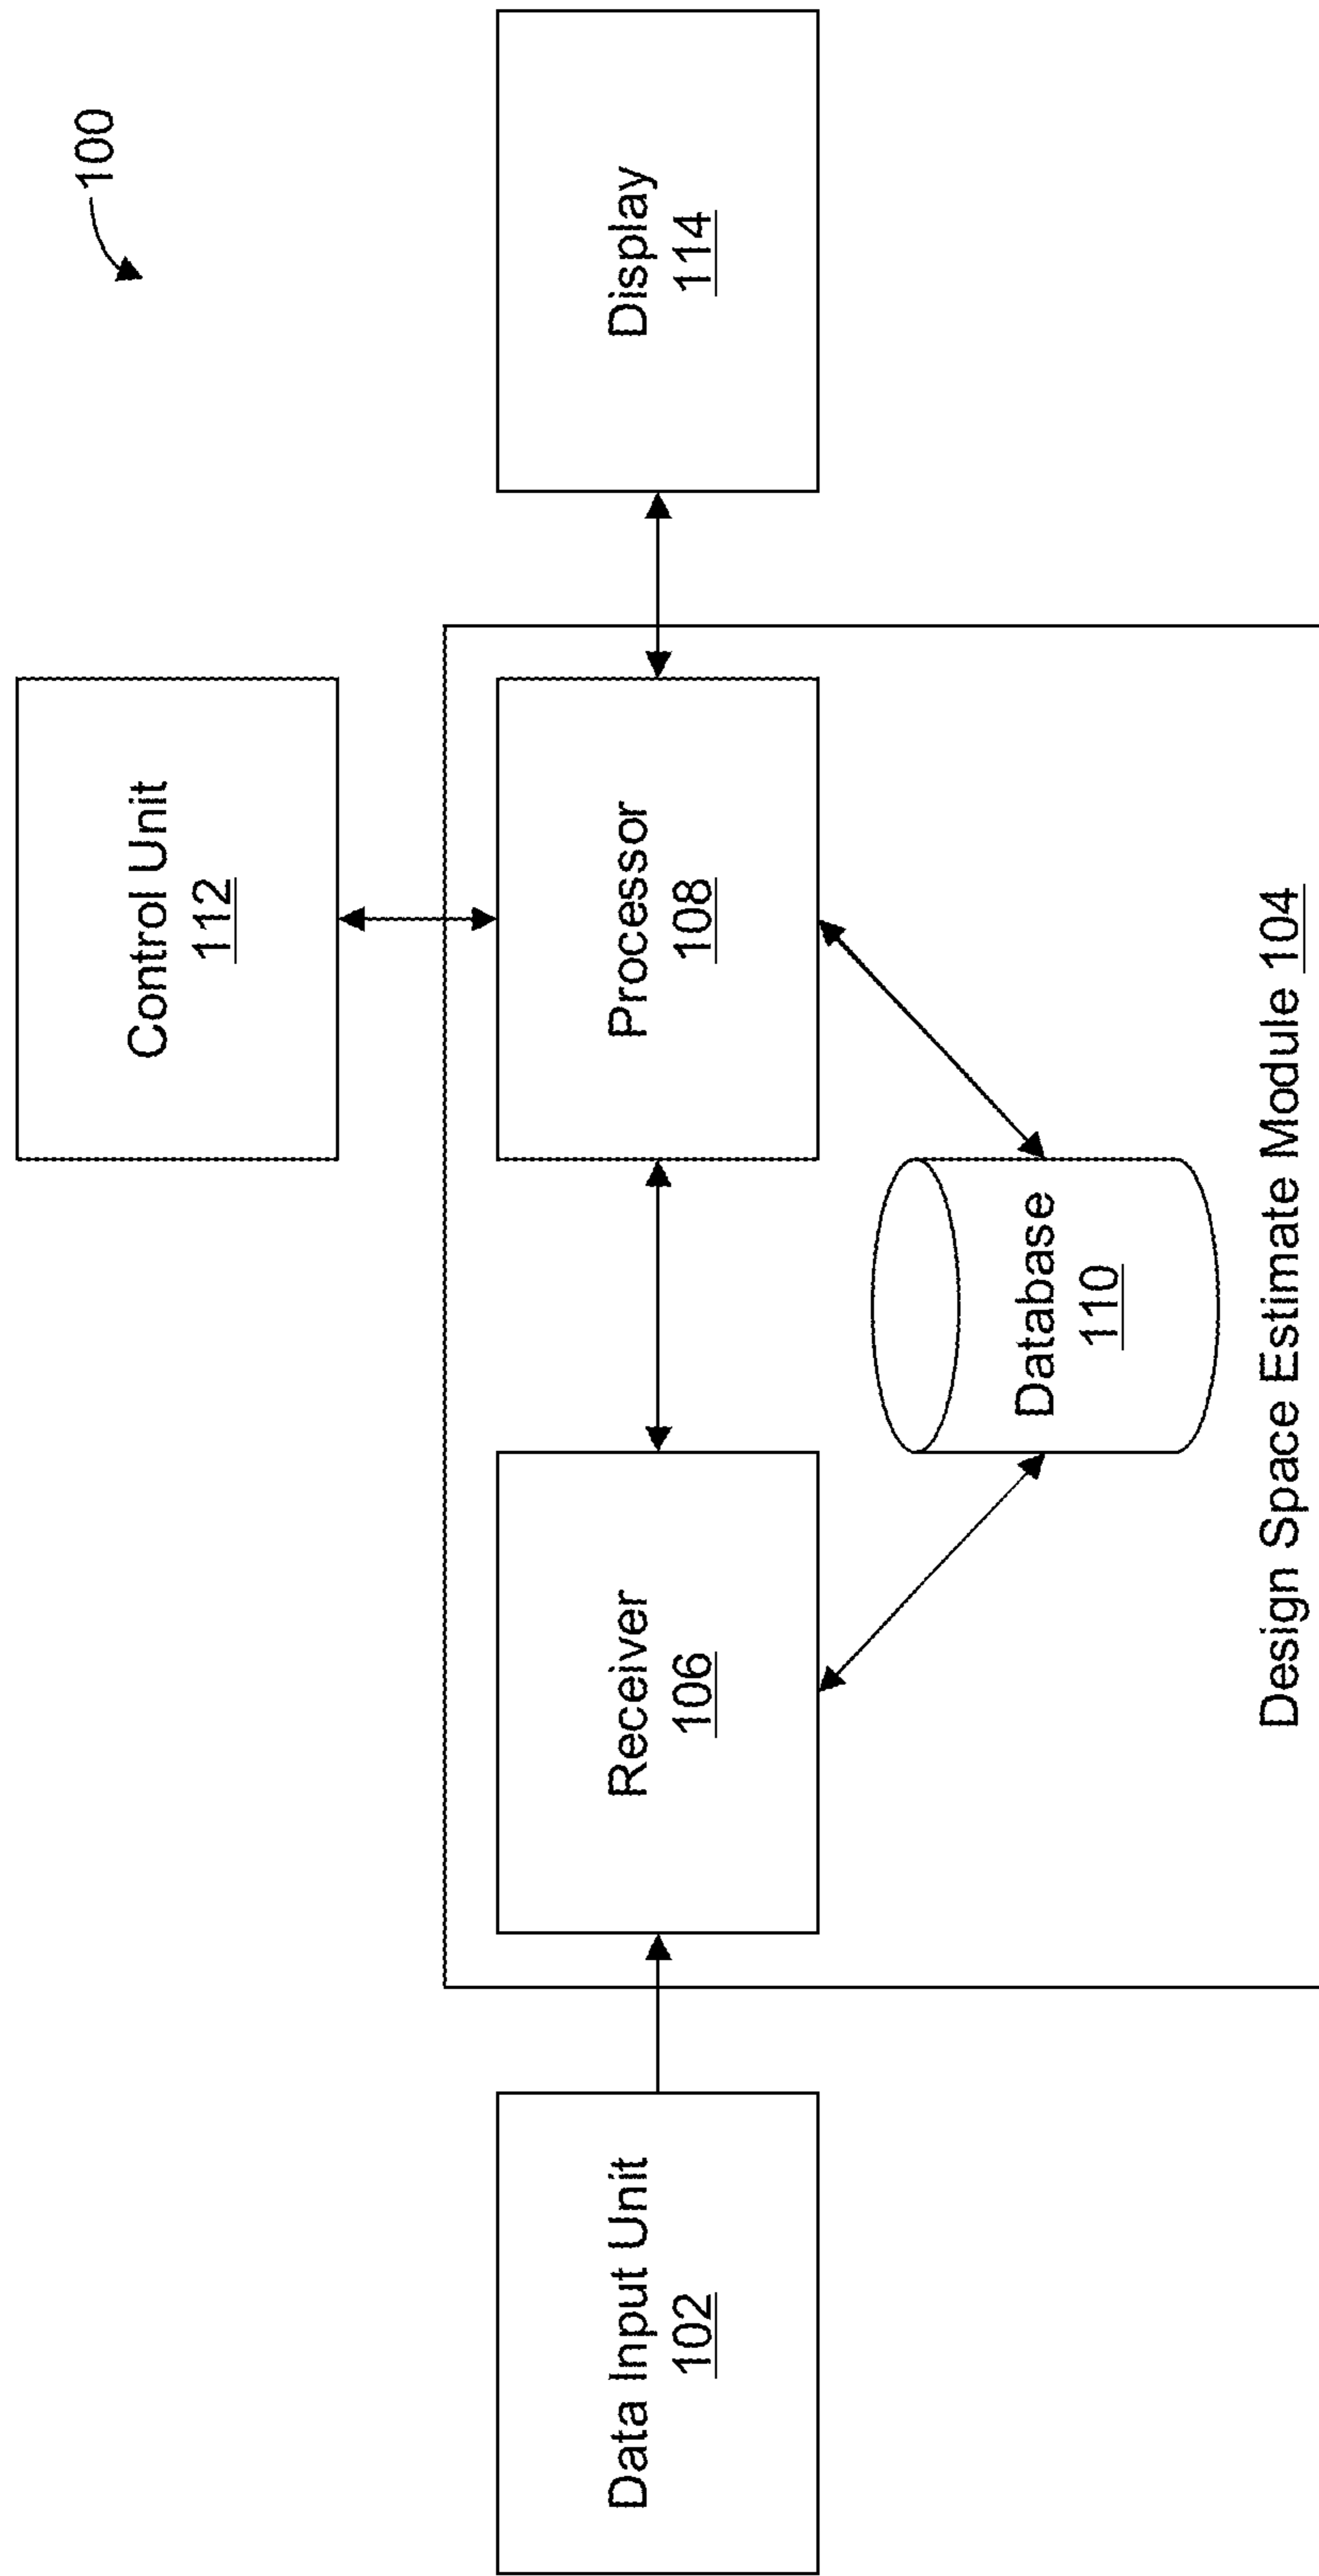 100
Control Unit
112
Data Input Unit
102
Receiver
106
Processor
108
Display
114
Database
110
Design Space Estimate Module 104